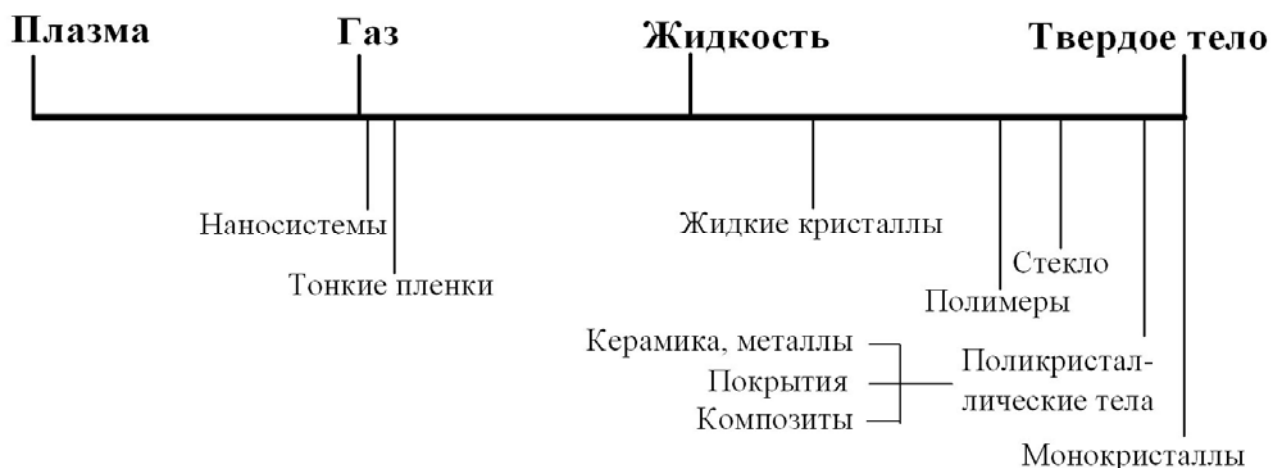 Плазма
Газ
Жидкость
Твердое тело
Наносистемы
Жидкие кристаллы
Стекло
Тонкие пленки
Полимеры
Керамика, металлы
Покрытия
Композиты
Поликристал-
лические тела
Монокристаллы